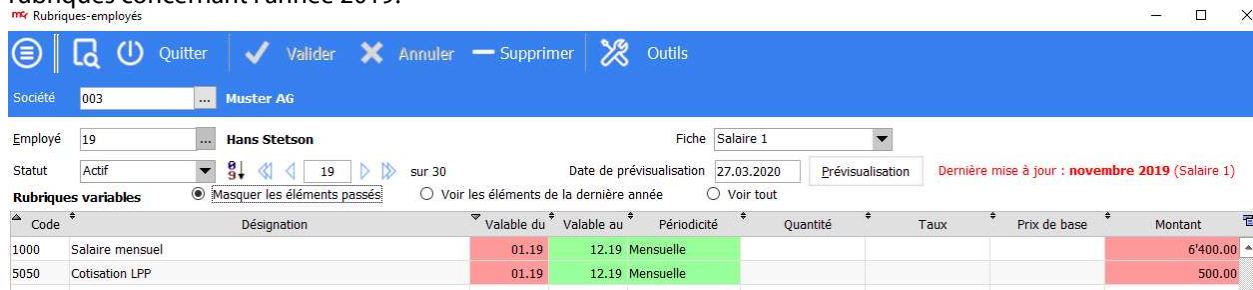 rubriques concernant l'année 2019.
mcr Rubriques-employés
Quitter Valider Annuler Supprimer Outils
Société 003 ... Muster AG
Employé 19 ... Hans Stetson Fiche Salaire 1
Statut Actif 19 sur 30 Date de prévisualisation 27.03.2020 Prévisualisation Dernière mise à jour : novembre 2019 (Salaire 1)
Rubriques variables Masquer les éléments passés Voir les éléments de la dernière année Voir tout
Code Désignation Valable du Valable au Périodicité Quantité Taux Prix de base Montant
1000 Salaire mensuel 01.19 12.19 Mensuelle 6'400.00
5050 Cotisation LPP 01.19 12.19 Mensuelle 500.00